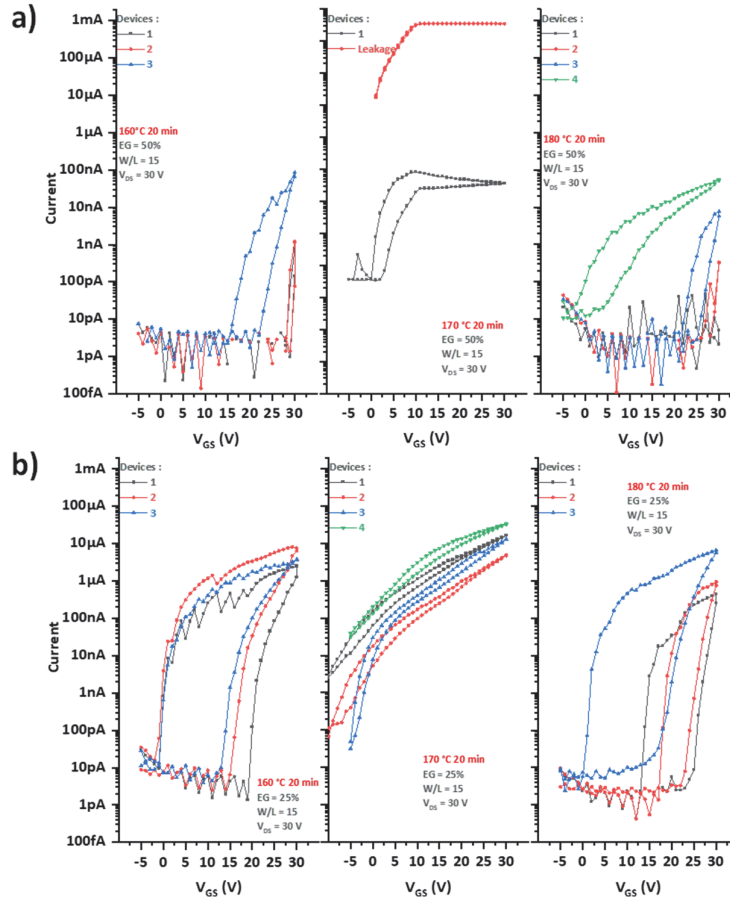 a)
Devices :
1
2
3
160°C 20 min
EG = 50%
W/L = 15
VDS = 30 V
Devices :
1
Leakage
170 °C 20 min
EG = 50%
W/L = 15
VDS = 30 V
Devices :
1
2
3
4
180 °C 20 min
EG = 50%
W/L = 15
VDS = 30 V
1mA
100µA
10µA
1µA
100nA
10nA
1nA
100pA
10pA
1pA
100fA
Current
-5 0 5 10 15 20 25 30
-5 0 5 10 15 20 25 30
-5 0 5 10 15 20 25 30
VGS (V)
VGS (V)
VGS (V)
b)
Devices :
1
2
3
160 °C 20 min
EG = 25%
W/L = 15
VDS = 30 V
Devices :
1
2
3
4
170 °C 20 min
EG = 25%
W/L = 15
VDS = 30 V
Devices :
1
2
3
180 °C 20 min
EG = 25%
W/L = 15
VDS = 30 V
1mA
100µA
10µA
1µA
100nA
10nA
1nA
100pA
10pA
1pA
100fA
Current
-5 0 5 10 15 20 25 30
-5 0 5 10 15 20 25 30
-5 0 5 10 15 20 25 30
VGS (V)
VGS (V)
VGS (V)